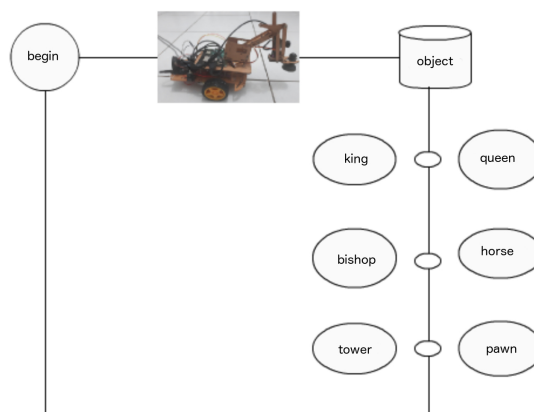 begin
object
king
queen
bishop
horse
tower
pawn